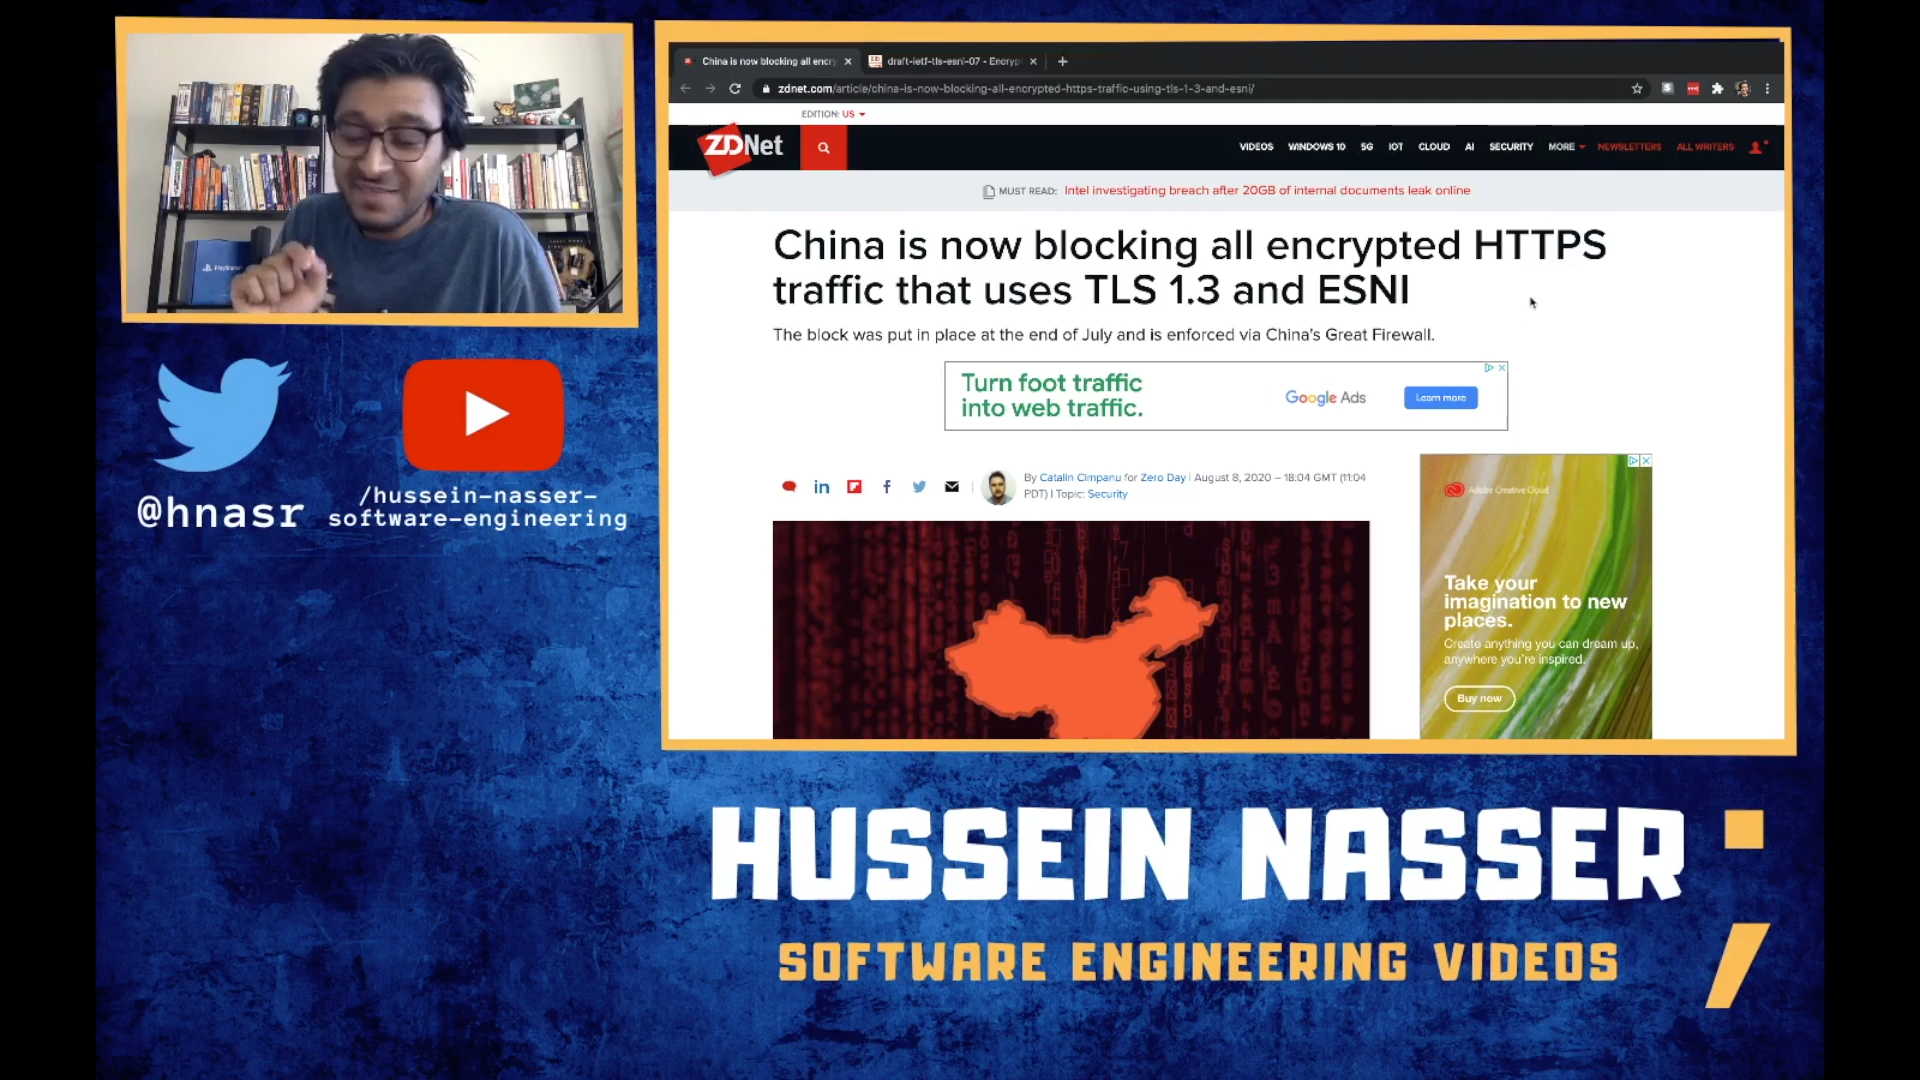 PlayStation
@hnasr
/hussein-nasser-
software-engineering
China is now blocking all encry
draft-ietf-tls-esni-07 - Encryp
zdnet.com/article/china-is-now-blocking-all-encrypted-https-traffic-using-tls-1-3-and-esni/
EDITION: US
ZDNet
VIDEOS WINDOWS 10 5G IOT CLOUD AI SECURITY MORE NEWSLETTERS ALL WRITERS
MUST READ: Intel investigating breach after 20GB of internal documents leak online
China is now blocking all encrypted HTTPS
traffic that uses TLS 1.3 and ESNI
The block was put in place at the end of July and is enforced via China's Great Firewall.
Turn foot traffic
into web traffic.
Google Ads
Learn more
By Catalin Cimpanu for Zero Day | August 8, 2020 -- 18:04 GMT (11:04
PDT) | Topic: Security
Adobe Creative Cloud
Take your
imagination to new
places.
Create anything you can dream up,
anywhere you're inspired.
Buy now
HUSSEIN NASSER
SOFTWARE ENGINEERING VIDEOS
;